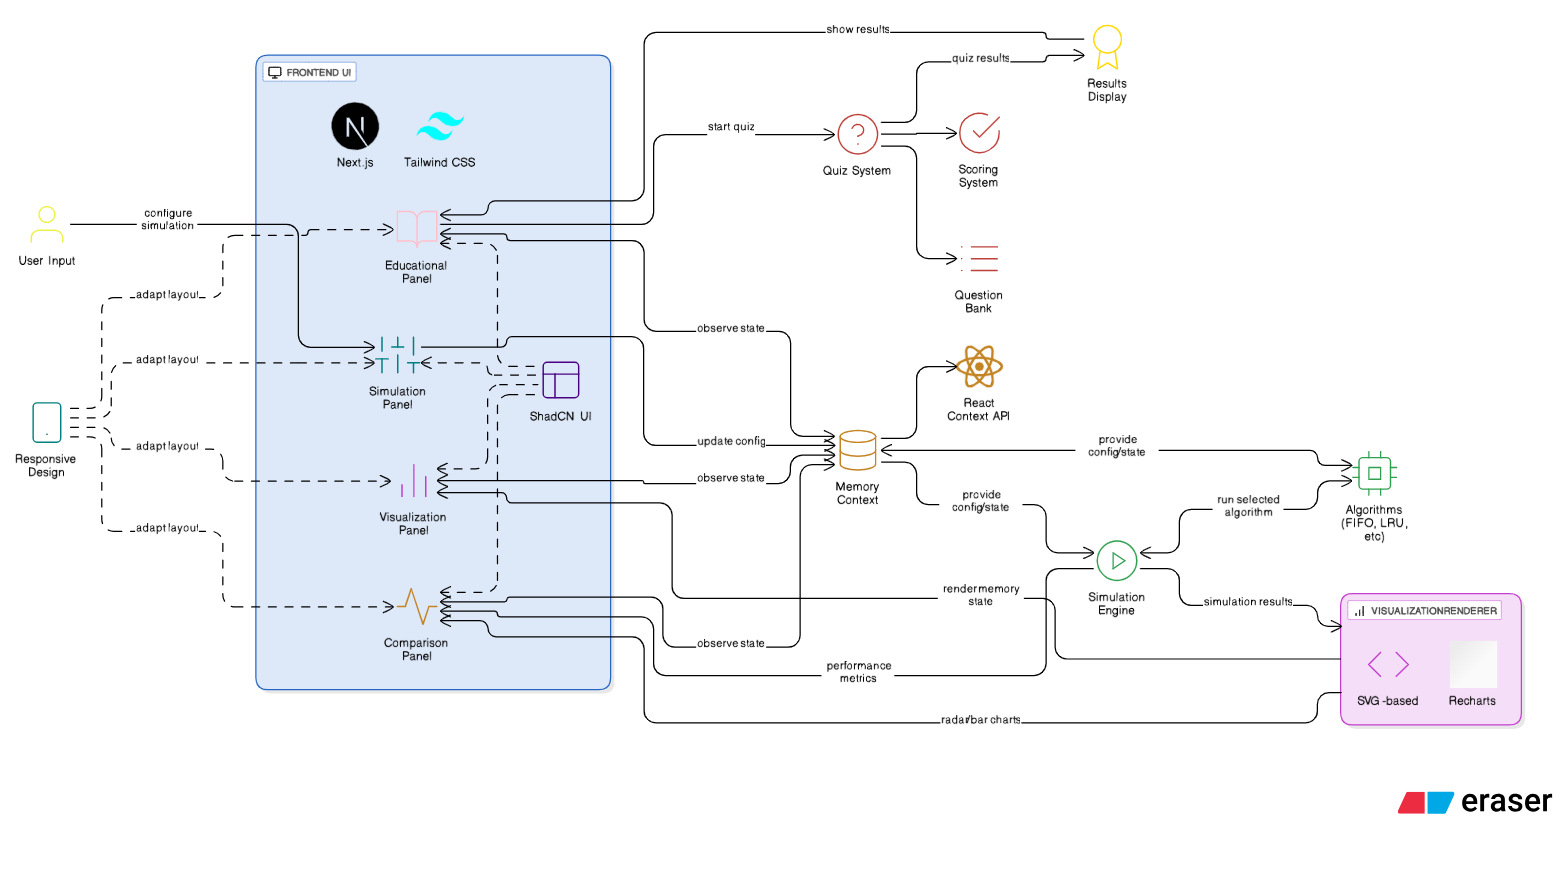 show results
quiz results
Results
Display
FRONTEND UI
Next.js
Tailwind CSS
start quiz
Quiz System
Scoring
System
configure
simulation
User Input
Educational
Panel
adapt layout
Question
Bank
observe state
adapt layout
Simulation
Panel
ShadCN UI
React
Context API
Responsive
Design
adapt layout
update config
provide
config/state
observe state
Memory
Context
provide
config/state
run selected
algorithm
Algorithms
(FIFO, LRU,
etc)
Visualization
Panel
adapt layout
render memory
state
Simulation
Engine
simulation results
VISUALIZATIONRENDERER
Comparison
Panel
observe state
performance
metrics
SVG-based
Recharts
radar/bar charts
eraser